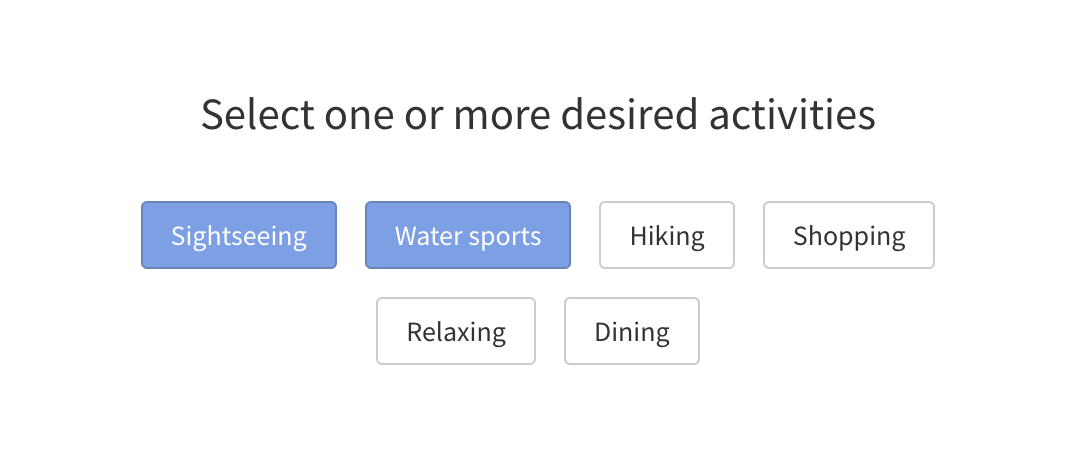 Select one or more desired activities
Sightseeing Water sports Hiking Shopping
Relaxing Dining